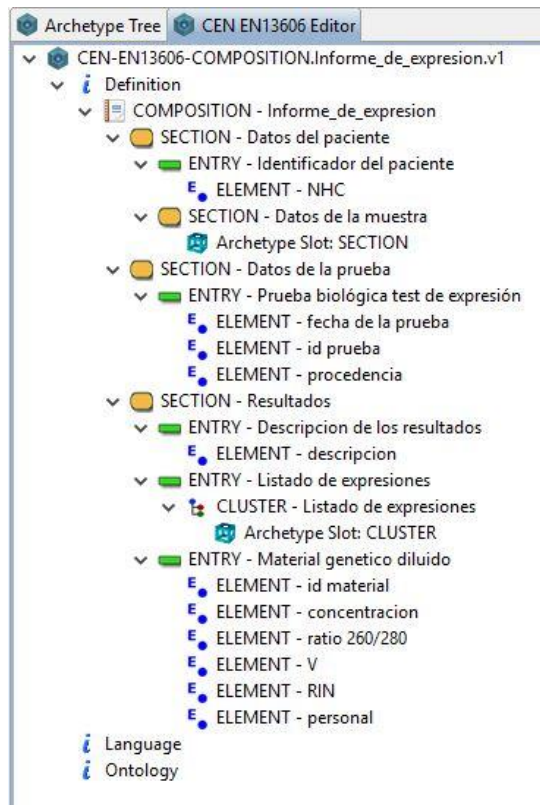 Archetype Tree CEN EN13606 Editor
CEN-EN13606-COMPOSITION.Informe_de_expresion.v1
Definition
COMPOSITION - Informe_de_expresion
SECTION - Datos del paciente
ENTRY - Identificador del paciente
ELEMENT - NHC
SECTION - Datos de la muestra
Archetype Slot: SECTION
SECTION - Datos de la prueba
ENTRY - Prueba biológica test de expresión
ELEMENT - fecha de la prueba
ELEMENT - id prueba
ELEMENT - procedencia
SECTION - Resultados
ENTRY - Descripcion de los resultados
ELEMENT - descripcion
ENTRY - Listado de expresiones
CLUSTER - Listado de expresiones
Archetype Slot: CLUSTER
ENTRY - Material genetico diluido
ELEMENT - id material
ELEMENT - concentracion
ELEMENT - ratio 260/280
ELEMENT - V
ELEMENT - RIN
ELEMENT - personal
Language
Ontology